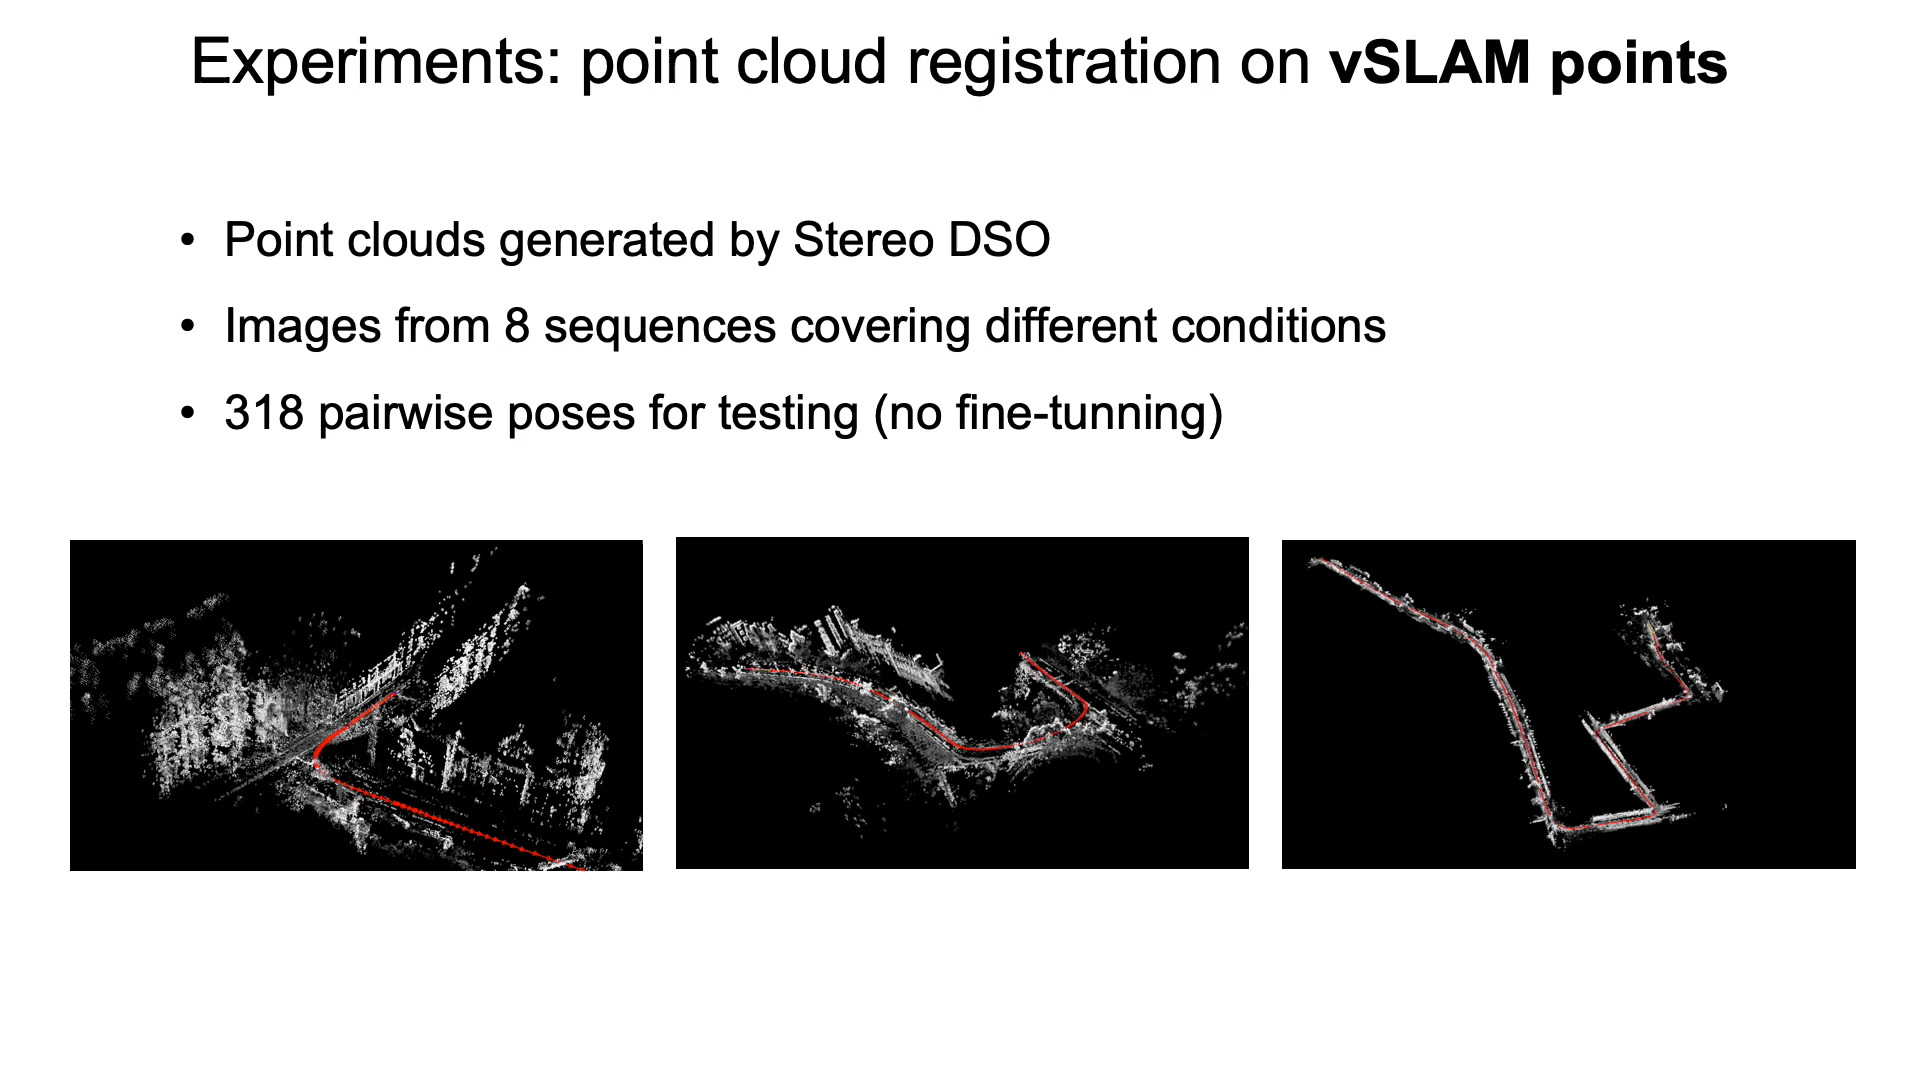 Experiments: point cloud registration on vSLAM points
• Point clouds generated by Stereo DSO
• Images from 8 sequences covering different conditions
• 318 pairwise poses for testing (no fine-tunning)